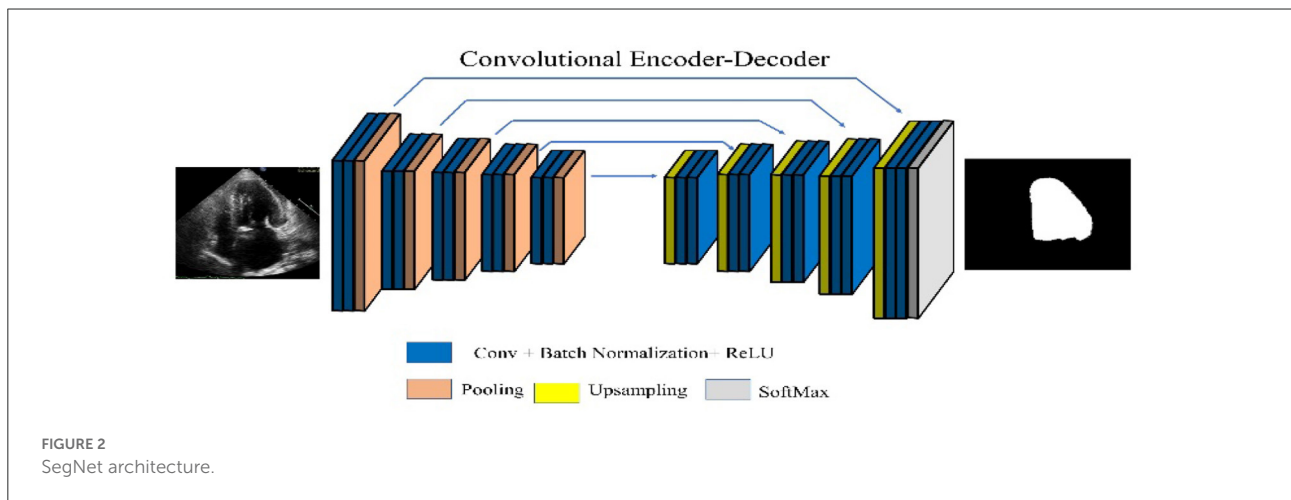 Convolutional Encoder-Decoder
Conv + Batch Normalization+ ReLU
Pooling Upsampling SoftMax
FIGURE 2
SegNet architecture.